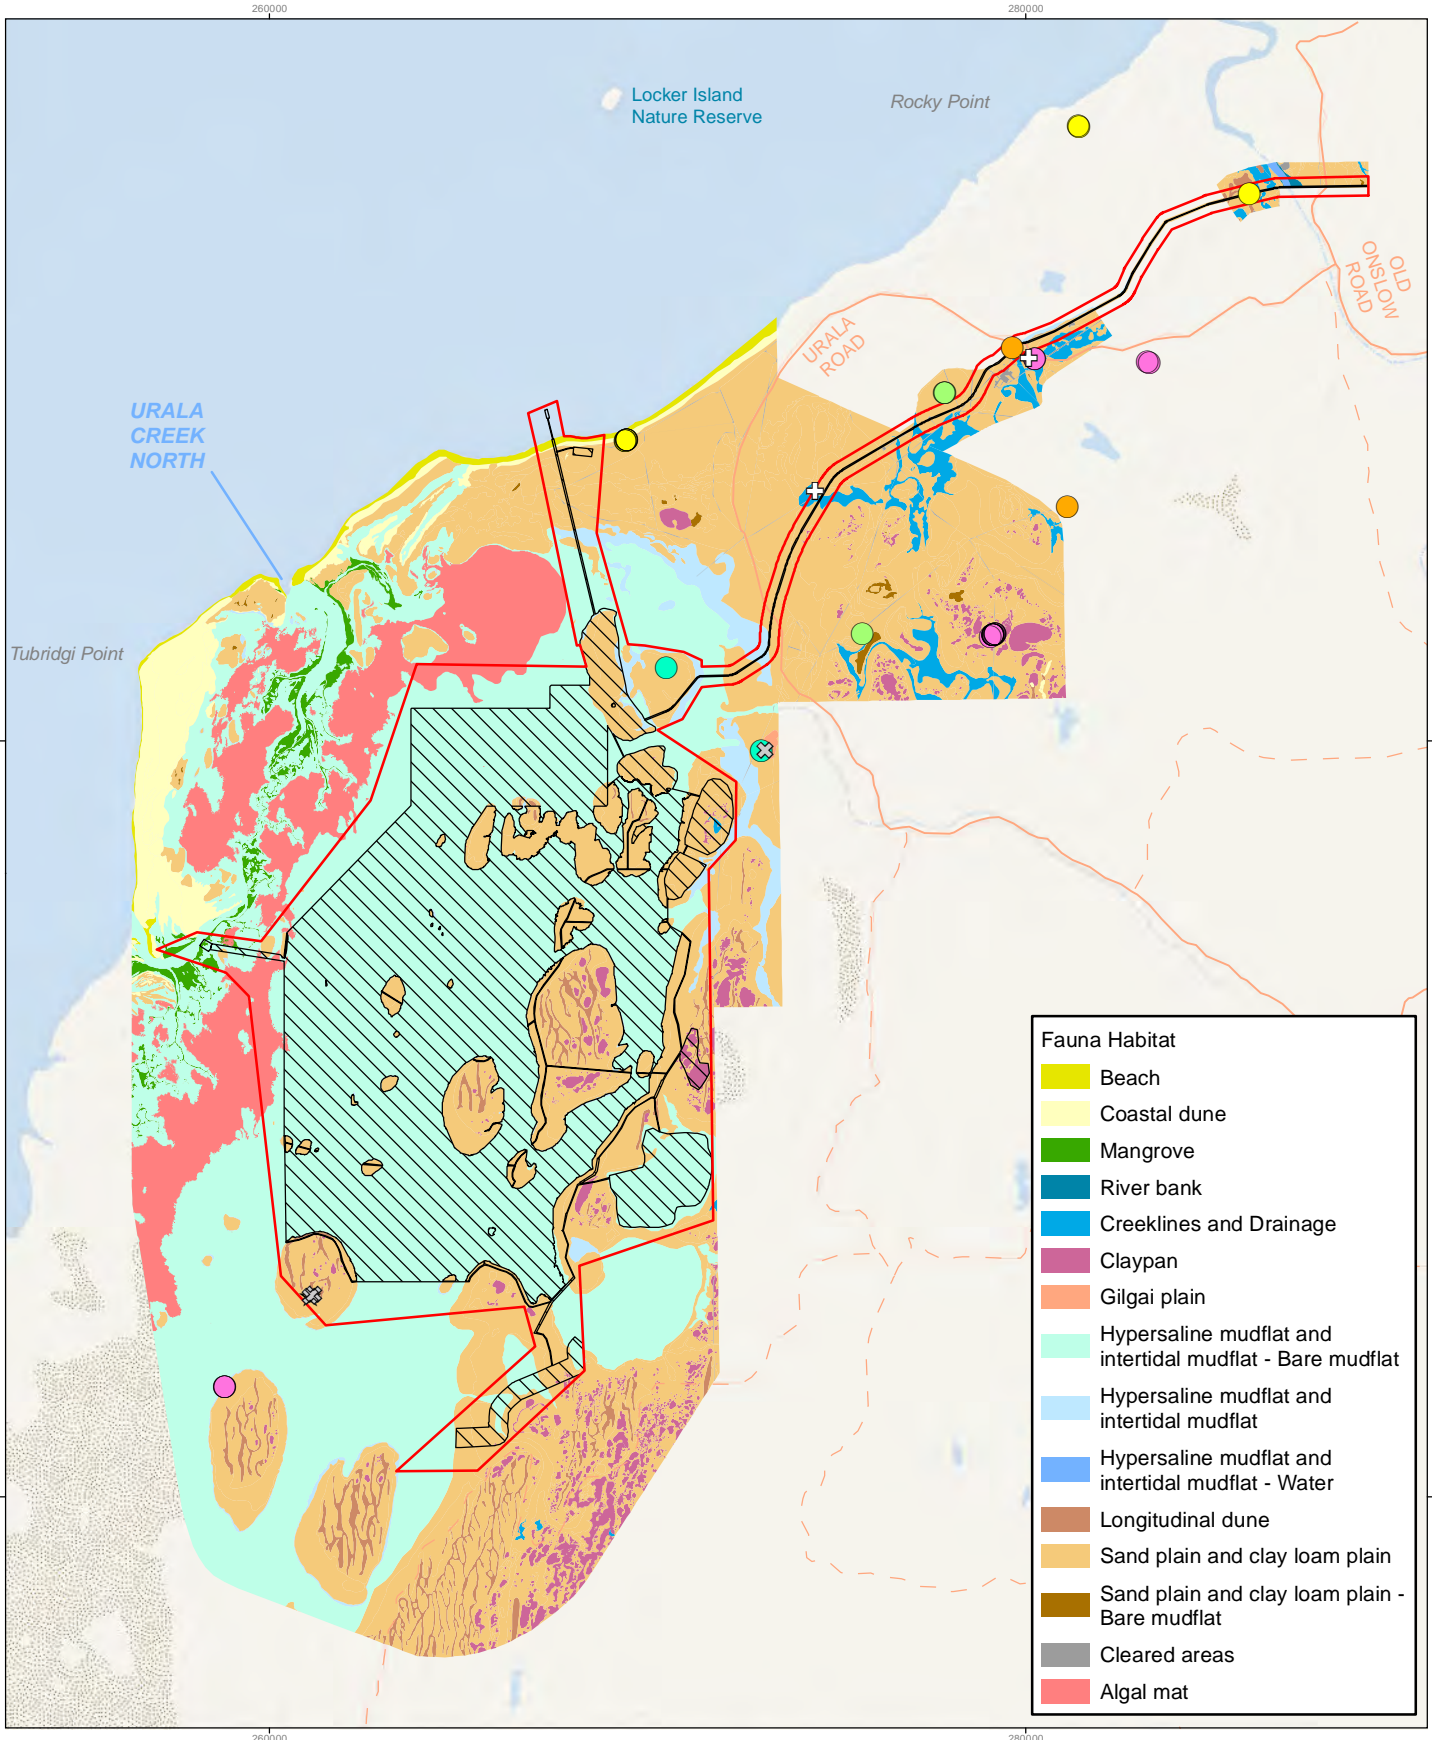 260000
280000
Locker Island
Nature Reserve
Rocky Point
OLD
ONSLOW
ROAD
URALA
ROAD
URALA
CREEK
NORTH
Tubridgi Point
Fauna Habitat
Beach
Coastal dune
Mangrove
River bank
Creeklines and Drainage
Claypan
Gilgai plain
Hypersaline mudflat and
intertidal mudflat - Bare mudflat
Hypersaline mudflat and
intertidal mudflat
Hypersaline mudflat and
intertidal mudflat - Water
Longitudinal dune
Sand plain and clay loam plain
Sand plain and clay loam plain -
Bare mudflat
Cleared areas
Algal mat
260000
280000